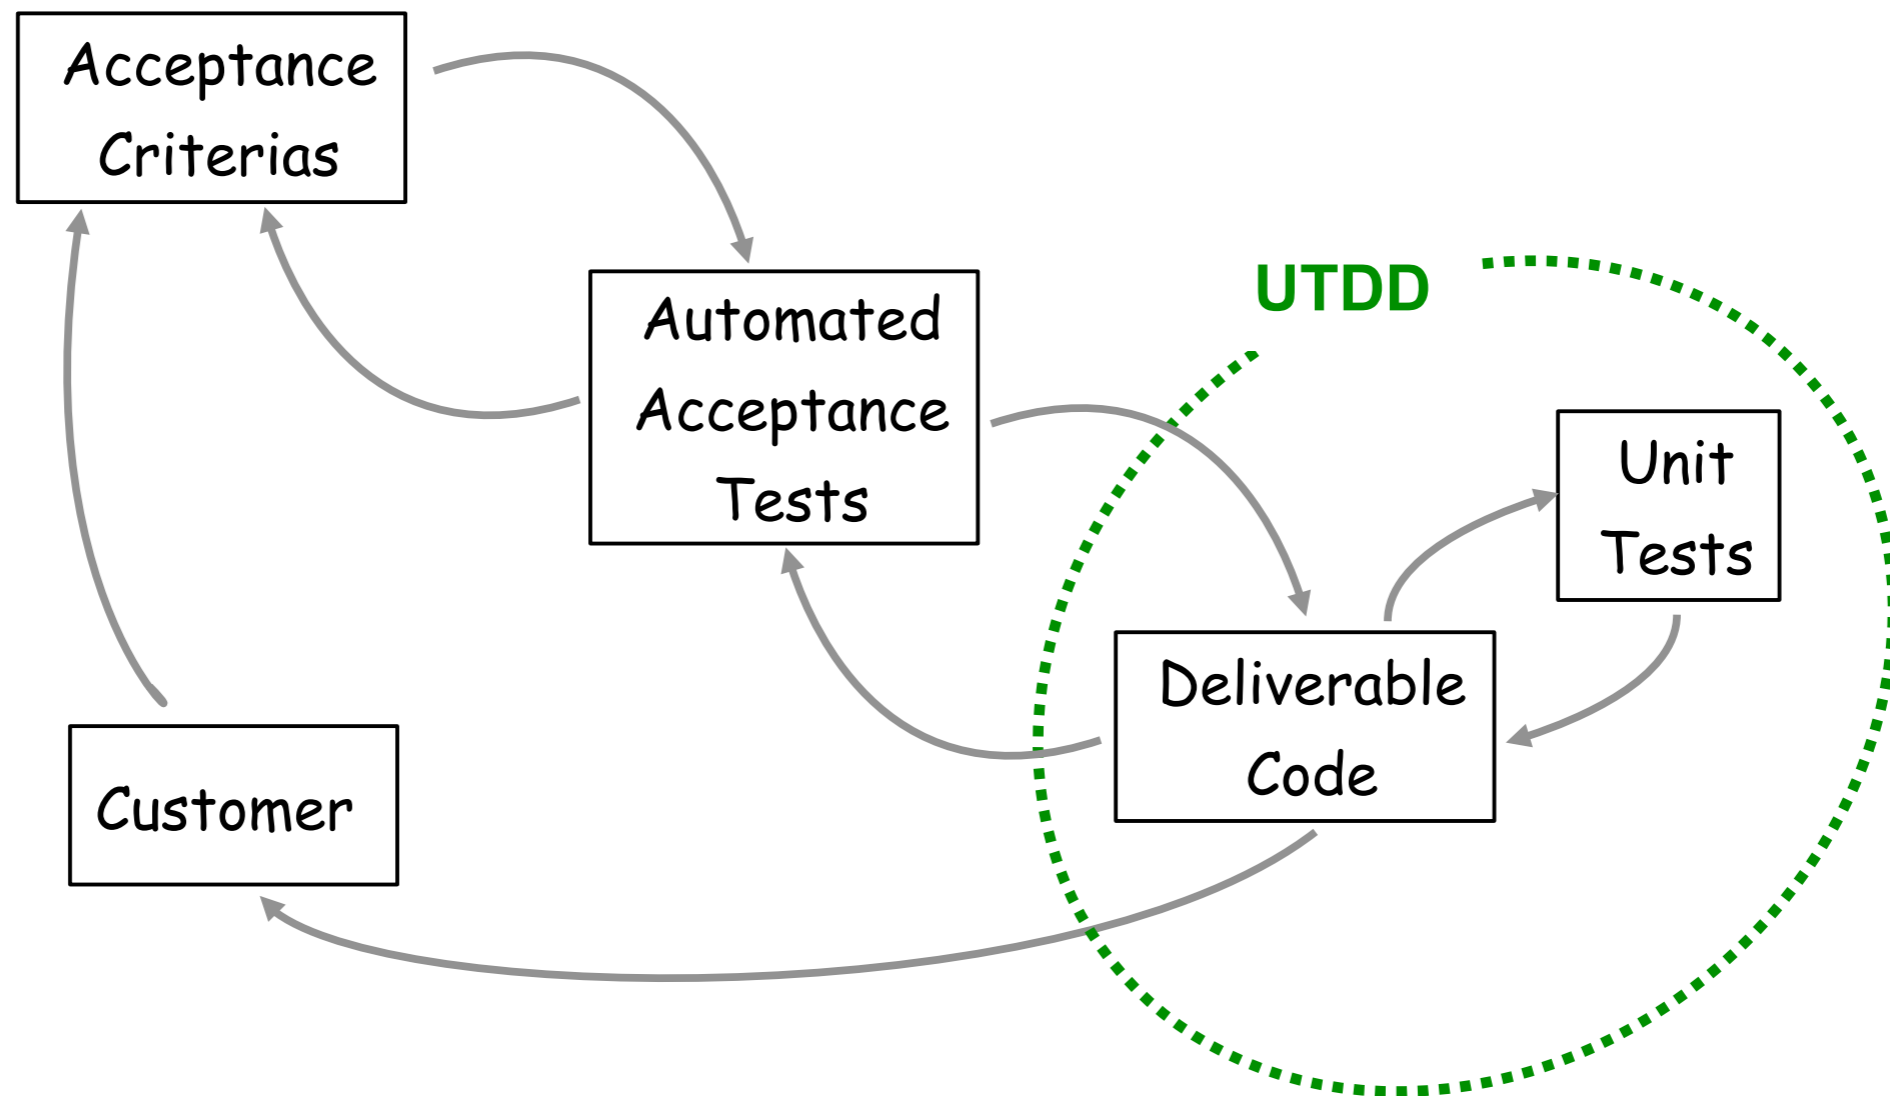 Acceptance
Criterias
Automated
Acceptance
Tests
UTDD
Unit
Tests
Deliverable
Code
Customer